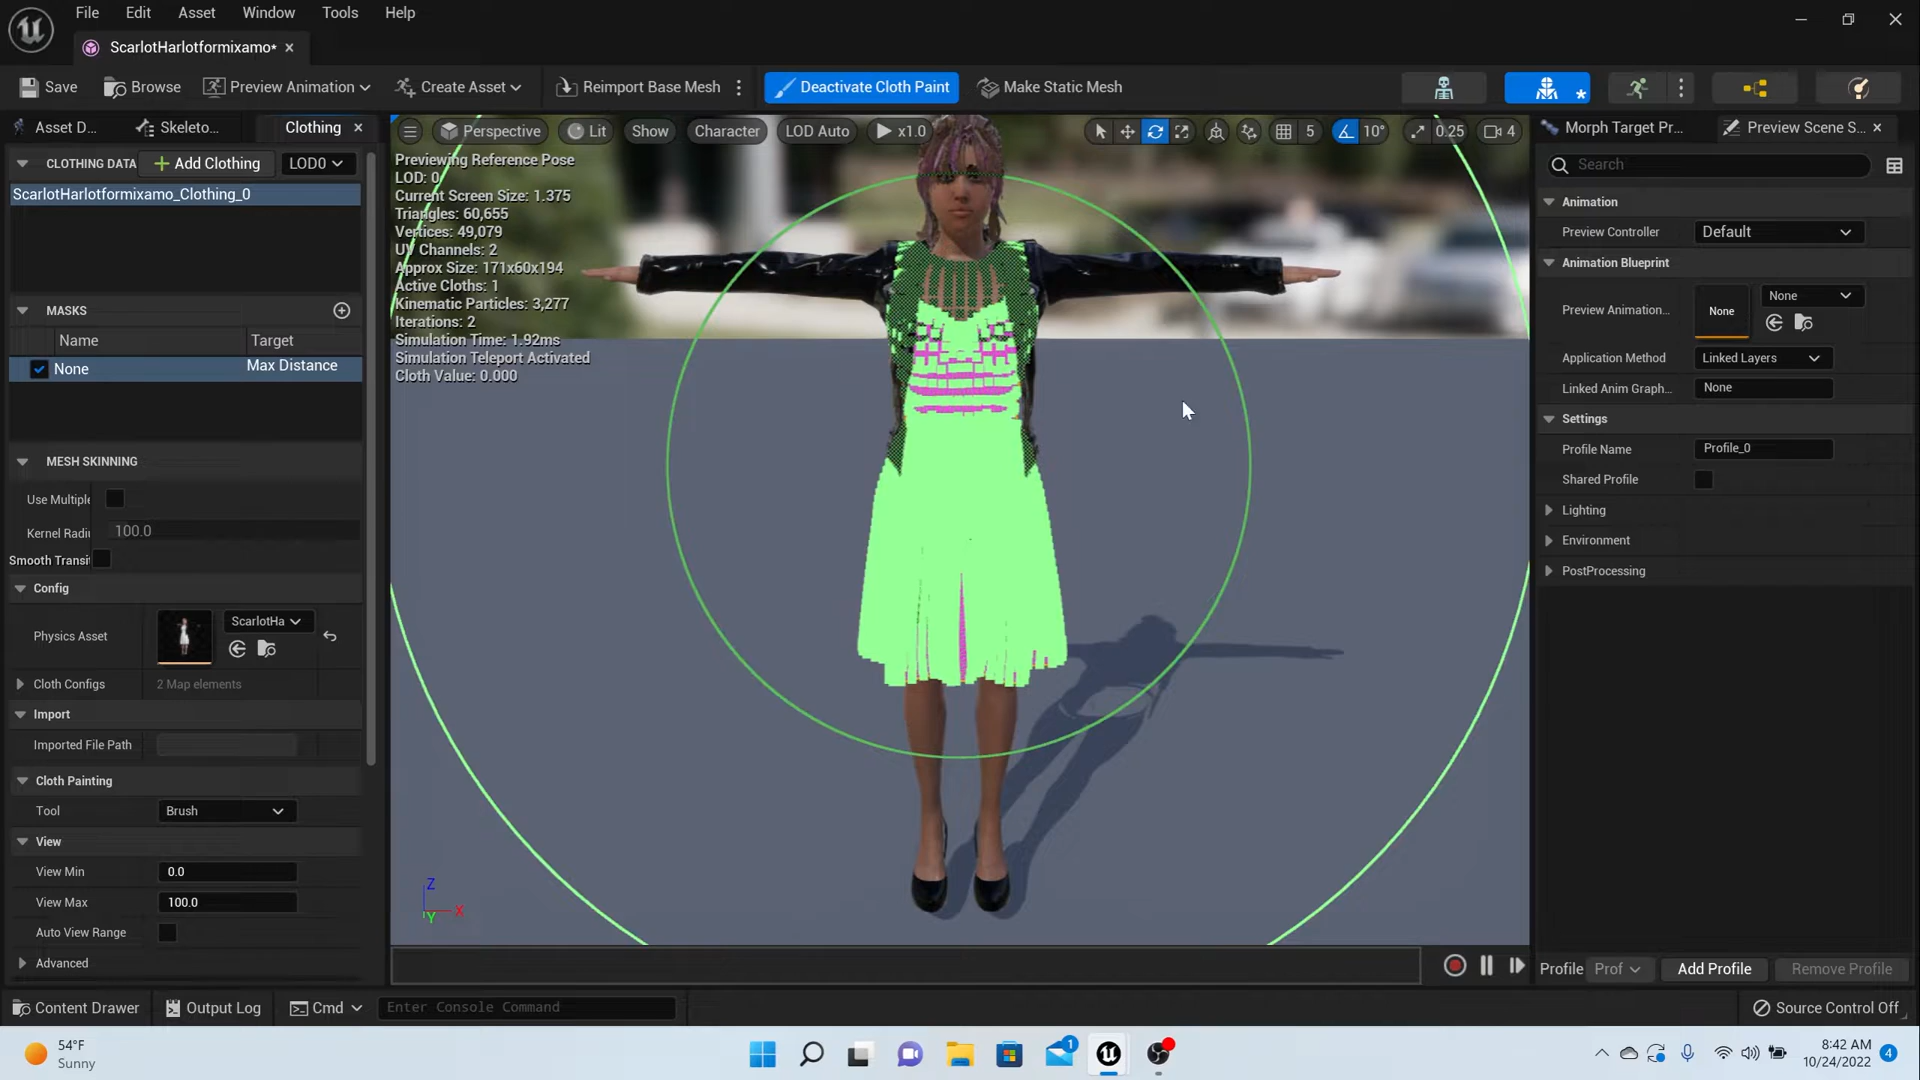 File Edit Asset Window Tools Help
ScarlotHarlotformixamo*
Save Browse Preview Animation Create Asset Reimport Base Mesh Deactivate Cloth Paint Make Static Mesh
Asset D... Skeleto... Clothing
CLOTHING DATA Add Clothing LOD0
ScarlotHarlotformixamo_Clothing_0
MASKS
Name Target
None Max Distance
MESH SKINNING
Use Multiple
Kernel Radi 100.0
Smooth Transi
Config
Physics Asset ScarlotHa
Cloth Configs 2 Map elements
Import
Imported File Path
Cloth Painting
Tool Brush
View
View Min 0.0
View Max 100.0
Auto View Range
Advanced
Perspective Lit Show Character LOD Auto x1.0 5 10° 0.25 4
Previewing Reference Pose
LOD: 0
Current Screen Size: 1.375
Triangles: 60,655
Vertices: 49,079
UV Channels: 2
Approx Size: 171x60x194
Active Cloths: 1
Kinematic Particles: 3,277
Iterations: 2
Simulation Time: 1.92ms
Simulation Teleport Activated
Cloth Value: 0.000
Z
X
Y
Morph Target Pr... Preview Scene S...
Search
Animation
Preview Controller Default
Animation Blueprint
Preview Animation... None None
Application Method Linked Layers
Linked Anim Graph... None
Settings
Profile Name Profile_0
Shared Profile
Lighting
Environment
PostProcessing
Profile Prof Add Profile Remove Profile
Content Drawer Output Log Cmd Enter Console Command Source Control Off
54°F
Sunny
1
8:42 AM
10/24/2022
4